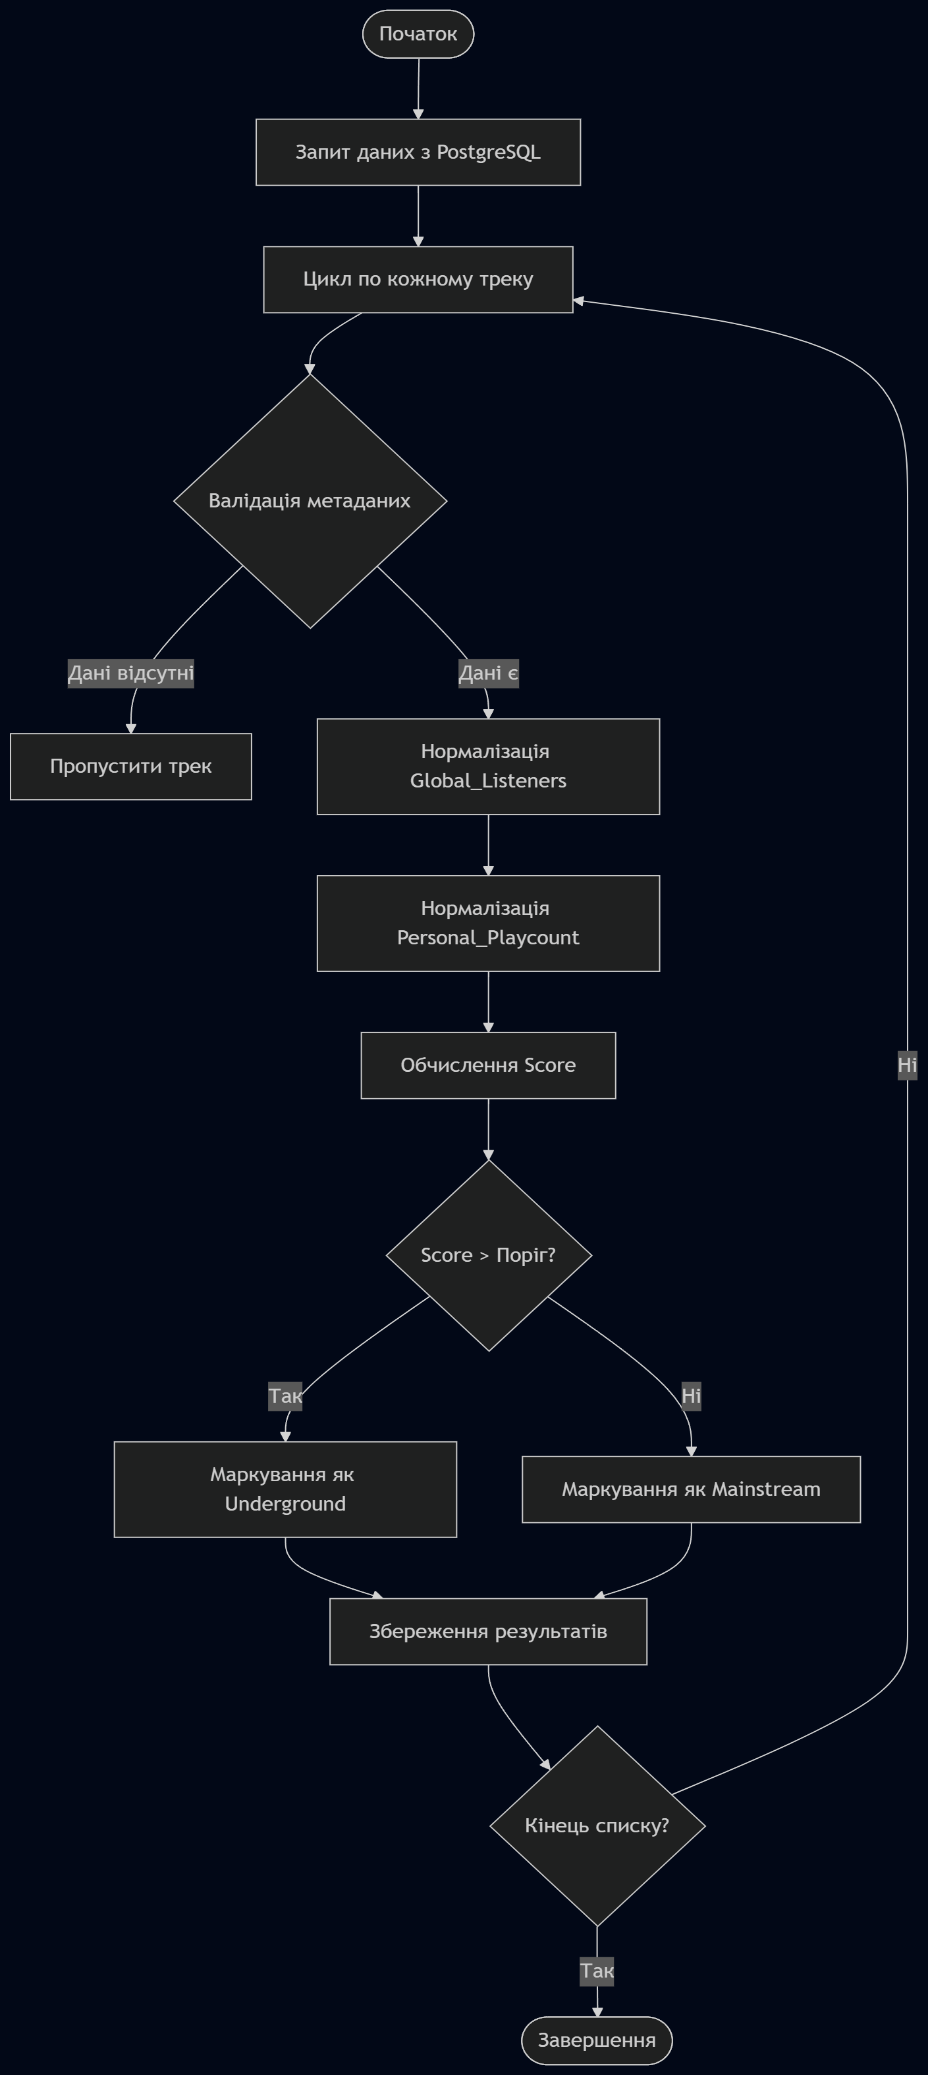 Початок
Запит даних з PostgreSQL
Цикл по кожному треку
Валідація метаданих
Дані відсутні
Дані є
Пропустити трек
Нормалізація
Global_Listeners
Нормалізація
Personal_Playcount
Обчислення Score
Ні
Score > Поріг?
Так
Ні
Маркування як
Underground
Маркування як Mainstream
Збереження результатів
Кінець списку?
Так
Завершення